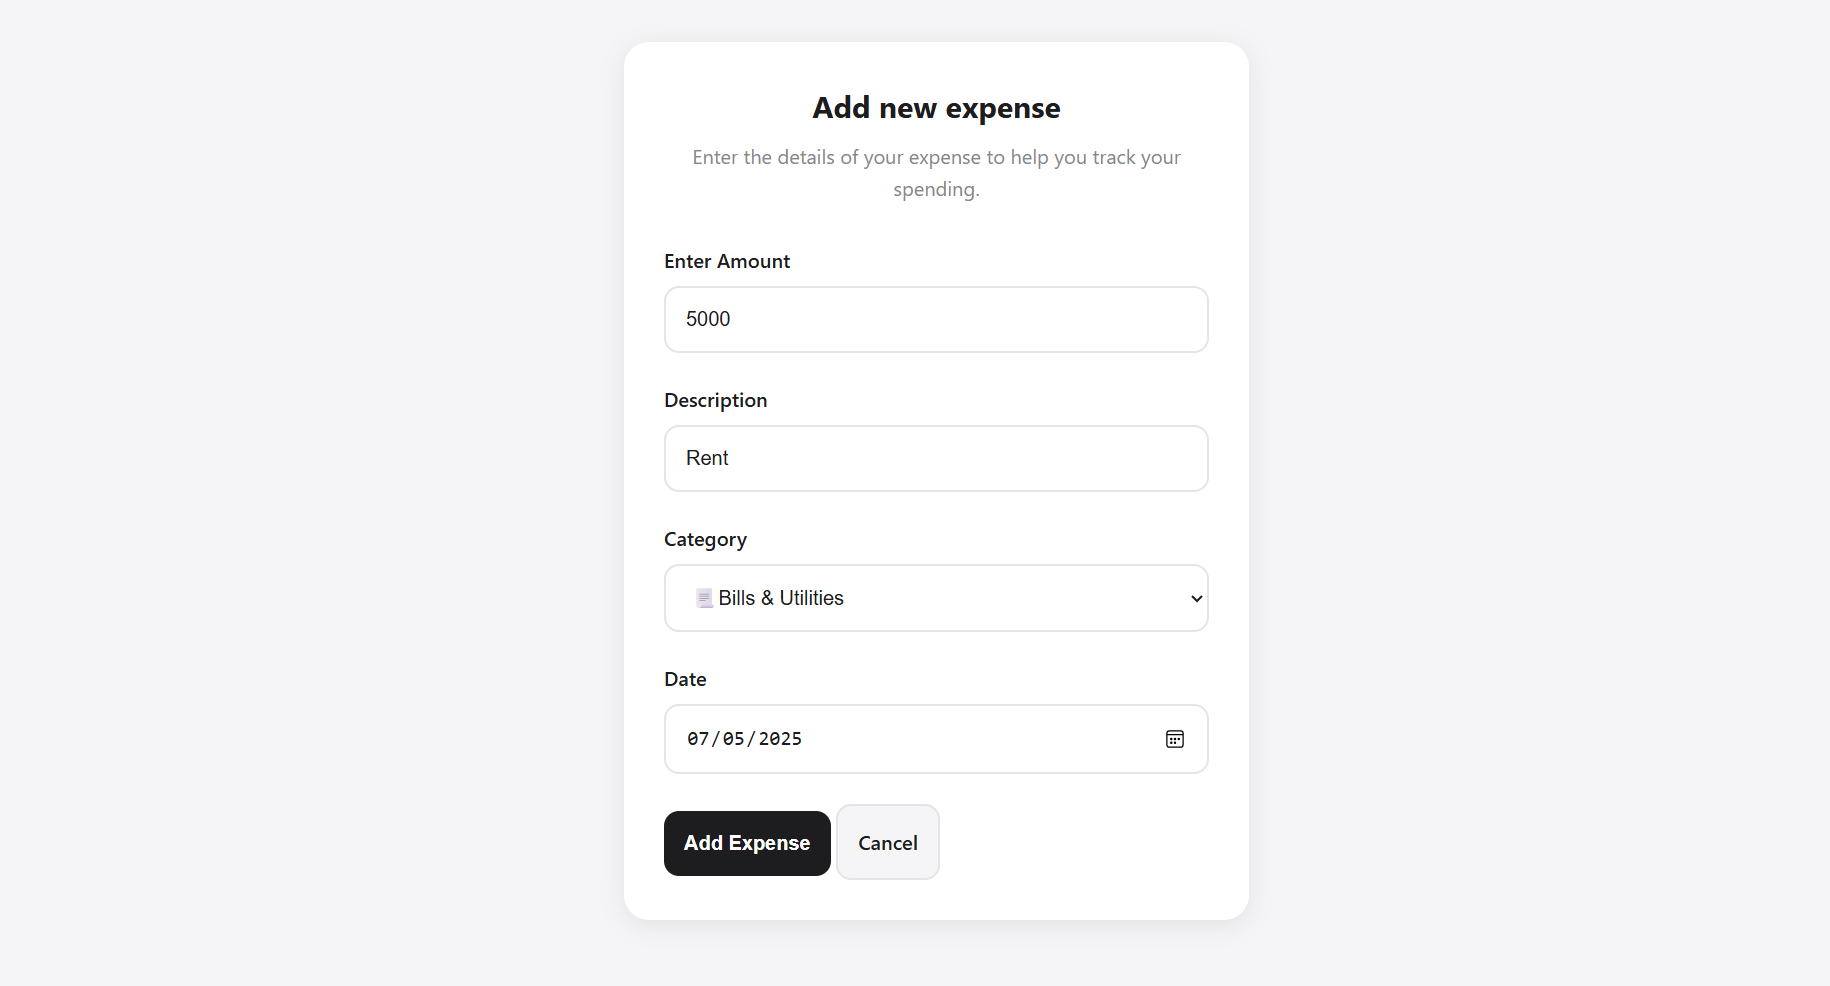 Add new expense
Enter the details of your expense to help you track your
spending.
Enter Amount
5000
Description
Rent
Category
Bills & Utilities
Date
07/05/2025
Add Expense
Cancel